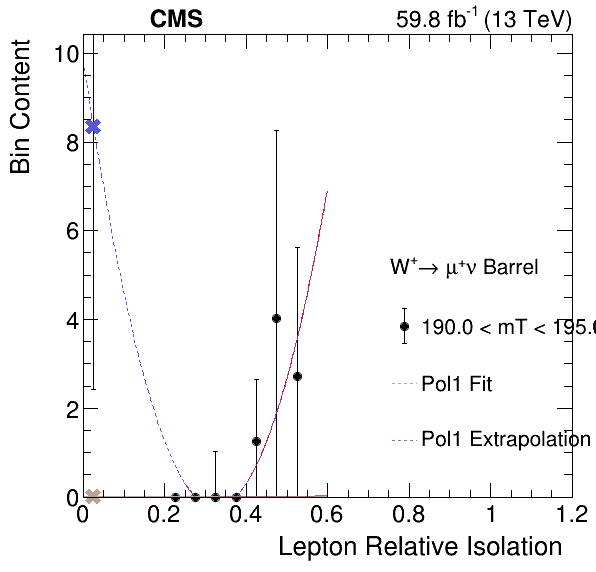 CMS
59.8 fb⁻¹ (13 TeV)
Bin Content
10
8
6
4
2
0
W⁺→ μ⁺ν Barrel
190.0 < mT < 195.0
Pol1 Fit
Pol1 Extrapolation
0 0.2 0.4 0.6 0.8 1 1.2
Lepton Relative Isolation